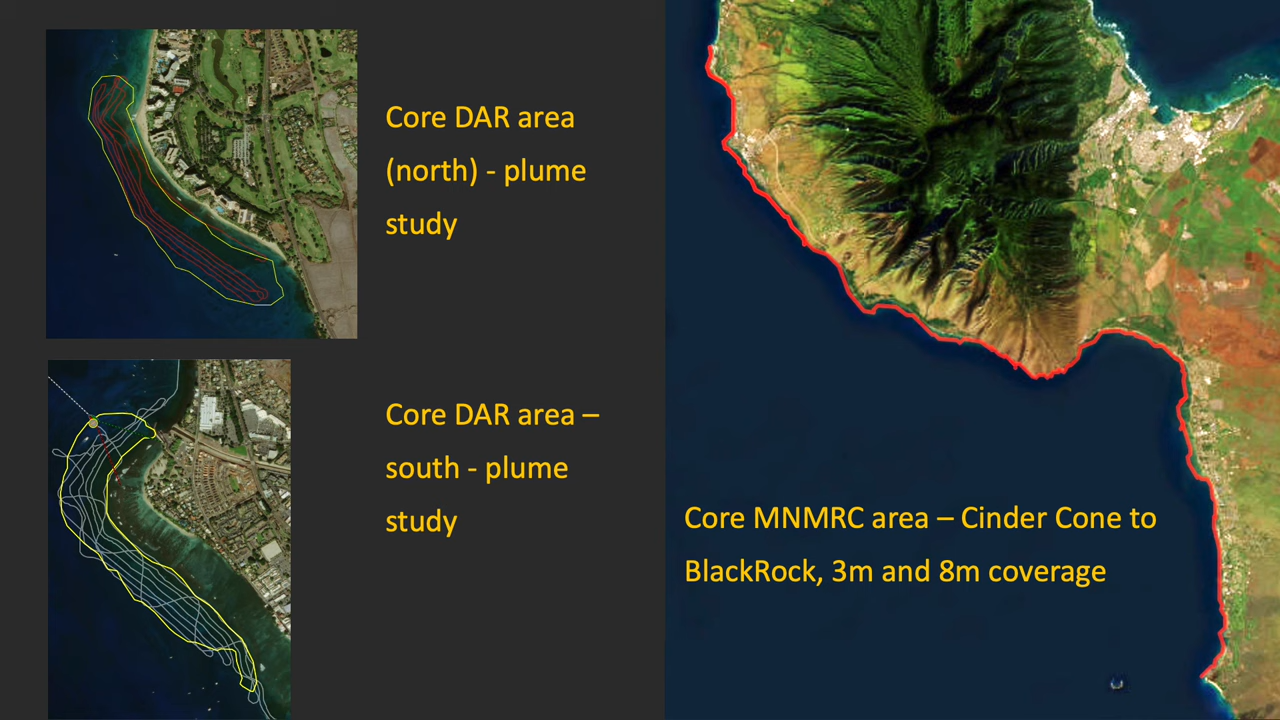 Core DAR area
(north) - plume
study
Core DAR area –
south - plume
study
Core MNMRC area – Cinder Cone to
BlackRock, 3m and 8m coverage